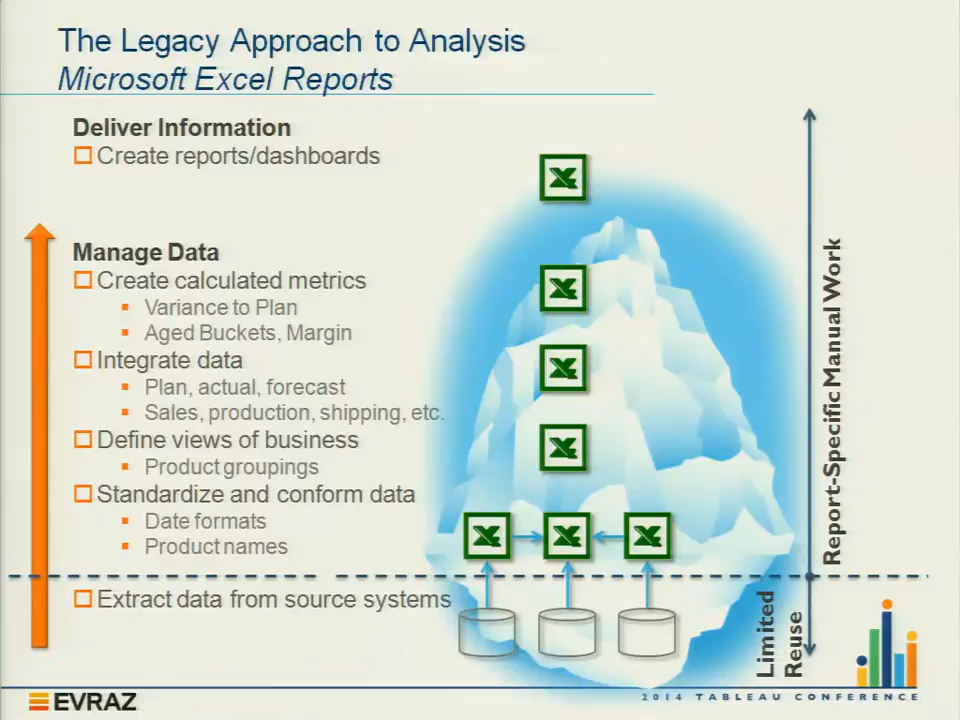 The Legacy Approach to Analysis
Microsoft Excel Reports
Deliver Information
Create reports/dashboards
Manage Data
Create calculated metrics
Variance to Plan
Aged Buckets, Margin
Integrate data
Plan, actual, forecast
Sales, production, shipping, etc.
Define views of business
Product groupings
Standardize and conform data
Date formats
Product names
Extract data from source systems
Report-Specific Manual Work
Limited
Reuse
EVRAZ
2014 TABLEAU CONFERENCE